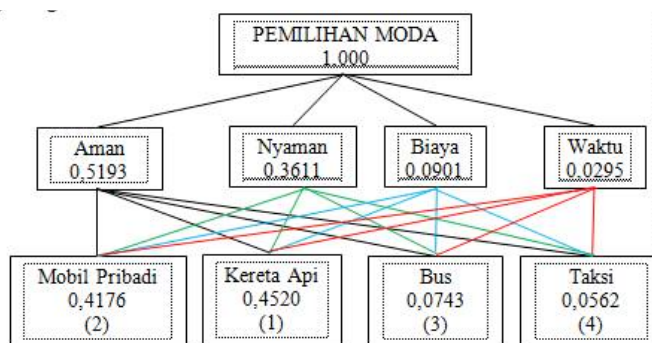 PEMILIHAN MODA
1.000
Aman
0,5193
Nyaman
0.3611
Biaya
0.0901
Waktu
0.0295
Mobil Pribadi
0,4176
(2)
Kereta Api
0,4520
(1)
Bus
0,0743
(3)
Taksi
0,0562
(4)